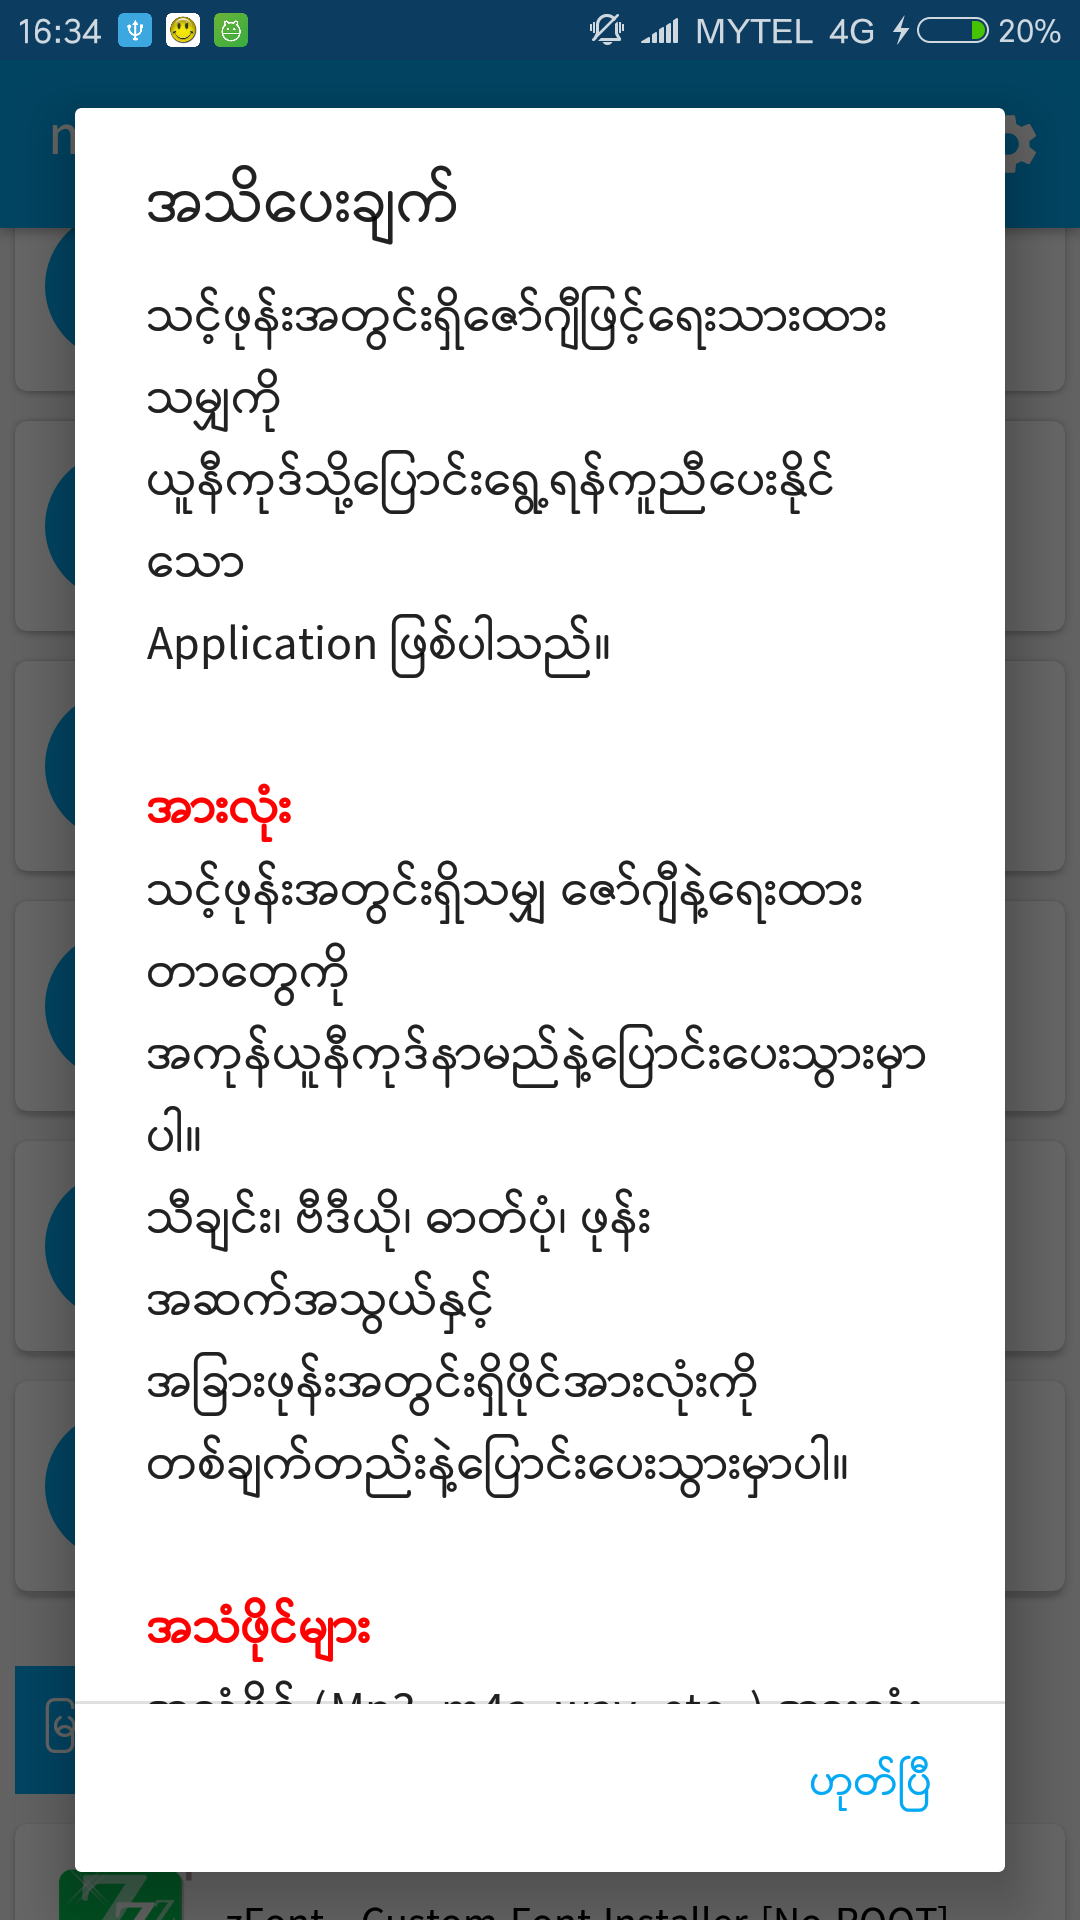 16:34
MYTEL 4G
20%
အသိပေးချက်
သင့်ဖုန်းအတွင်းရှိဇော်ဂျီဖြင့်ရေးသားထား
သမျှကို
ယူနီကုဒ်သို့ပြောင်းရွှေ့ရန်ကူညီပေးနိုင်
သော
Application ဖြစ်ပါသည်။
အားလုံး
သင့်ဖုန်းအတွင်းရှိသမျှ ဇော်ဂျီနဲ့ရေးထား
တာတွေကို
အကုန်ယူနီကုဒ်နာမည်နဲ့ပြောင်းပေးသွားမှာ
ပါ။
သီချင်း၊ ဗီဒီယို၊ ဓာတ်ပုံ၊ ဖုန်း
အဆက်အသွယ်နှင့်
အခြားဖုန်းအတွင်းရှိဖိုင်အားလုံးကို
တစ်ချက်တည်းနဲ့ပြောင်းပေးသွားမှာပါ။
အသံဖိုင်များ
ဟုတ်ပြီ
zFont - Custom Font Installer [No ROOT]